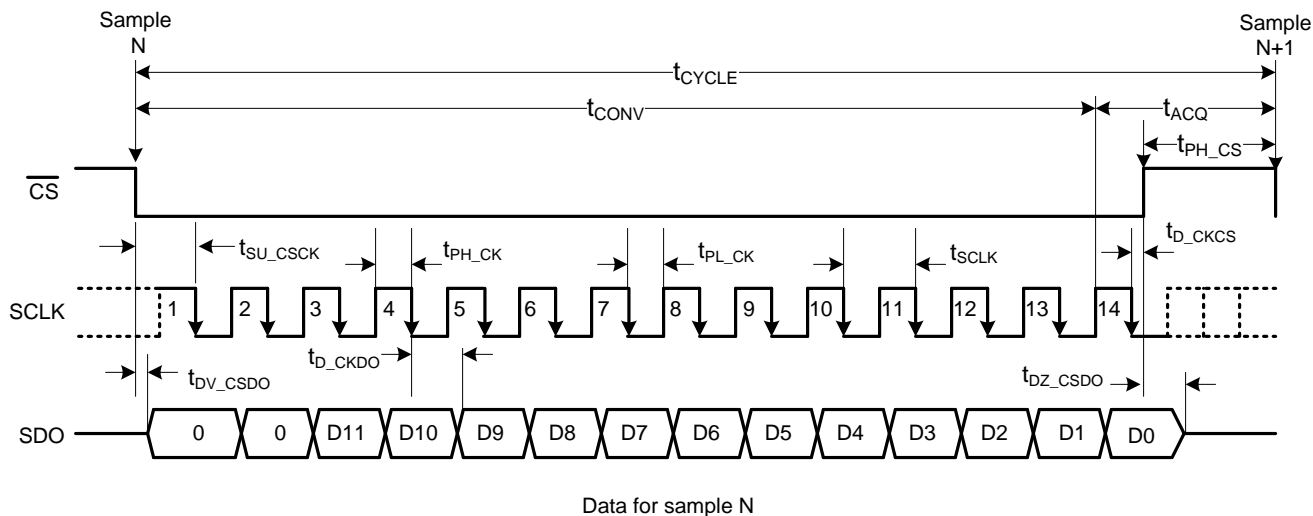 Sample
N
Sample
N+1
tCYCLE
tCONV
tACQ
tPH_CS
CS
tSU_CSCK
tPH_CK
tPL_CK
tSCLK
tD_CKCS
SCLK
1 2 3 4 5 6 7 8 9 10 11 12 13 14
tD_CKDO
tDV_CSDO
tDZ_CSDO
SDO
0 0 D11 D10 D9 D8 D7 D6 D5 D4 D3 D2 D1 D0
Data for sample N